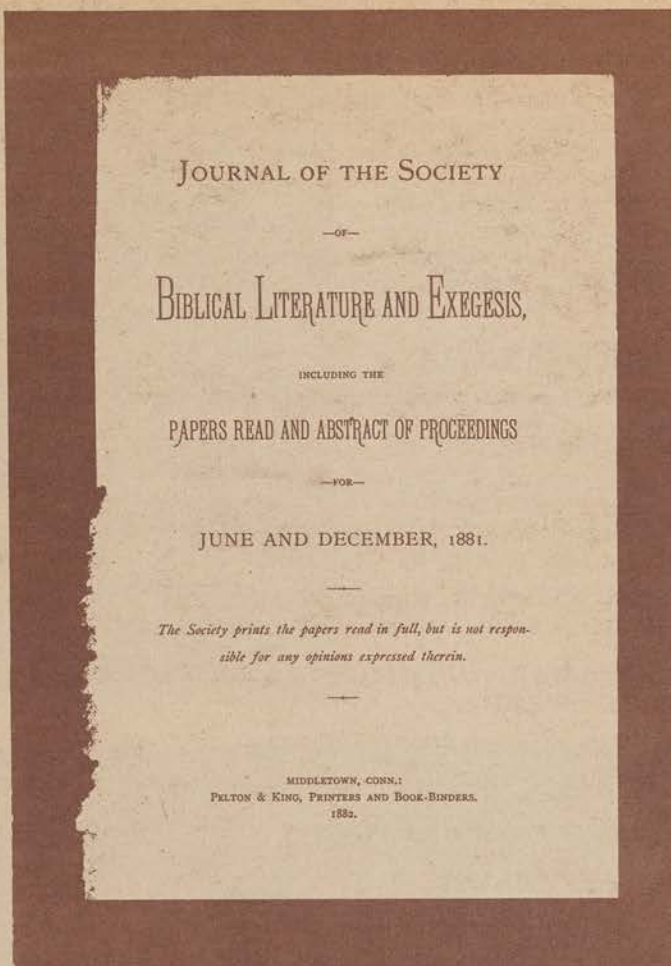 JOURNAL OF THE SOCIETY
—OF—
BIBLICAL LITERATURE AND EXEGESIS,
INCLUDING THE
PAPERS READ AND ABSTRACT OF PROCEEDINGS
—FOR—
JUNE AND DECEMBER, 1881.
The Society prints the papers read in full, but is not respon-
sible for any opinions expressed therein.
MIDDLETOWN, CONN.:
PELTON & KING, PRINTERS AND BOOK-BINDERS.
1882.